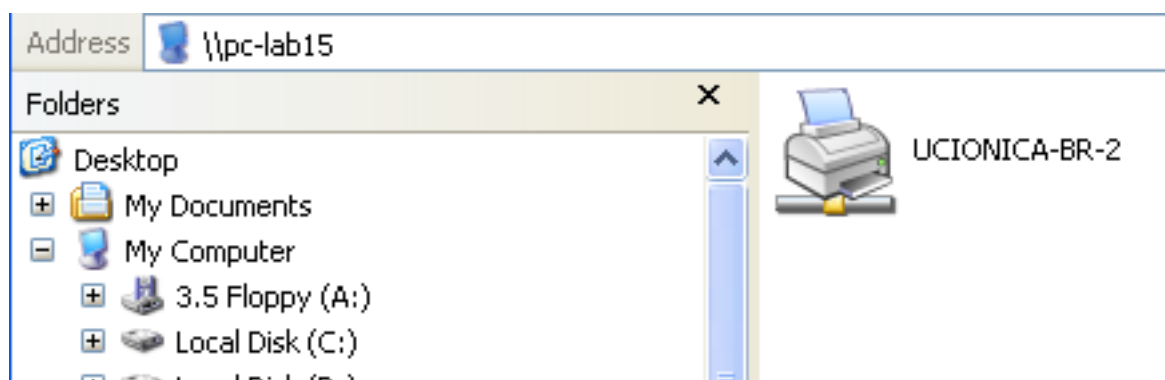 Address \\pc-lab15
Folders
Desktop
My Documents
My Computer
3.5 Floppy (A:)
Local Disk (C:)
UCIONICA-BR-2